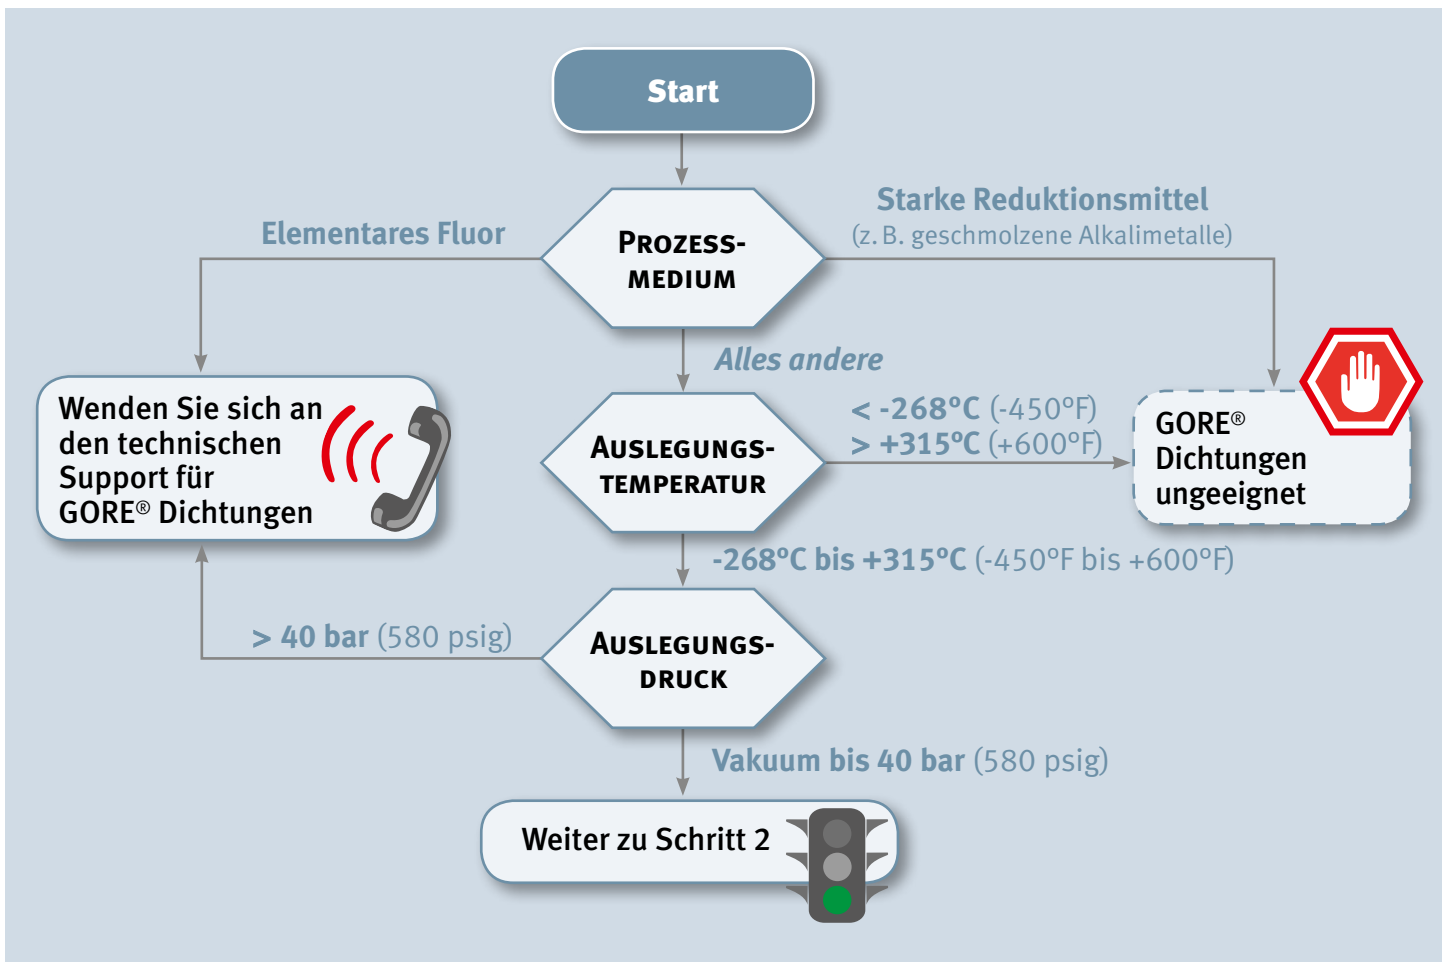 Start
Elementares Fluor
Starke Reduktionsmittel
(z. B. geschmolzene Alkalimetalle)
PROZESS-
MEDIUM
Alles andere
Wenden Sie sich an
den technischen
Support für
GORE® Dichtungen
AUSLEGUNGS-
TEMPERATUR
< -268°C (-450°F)
> +315°C (+600°F)
GORE®
Dichtungen
ungeeignet
-268°C bis +315°C (-450°F bis +600°F)
> 40 bar (580 psig)
AUSLEGUNGS-
DRUCK
Vakuum bis 40 bar (580 psig)
Weiter zu Schritt 2